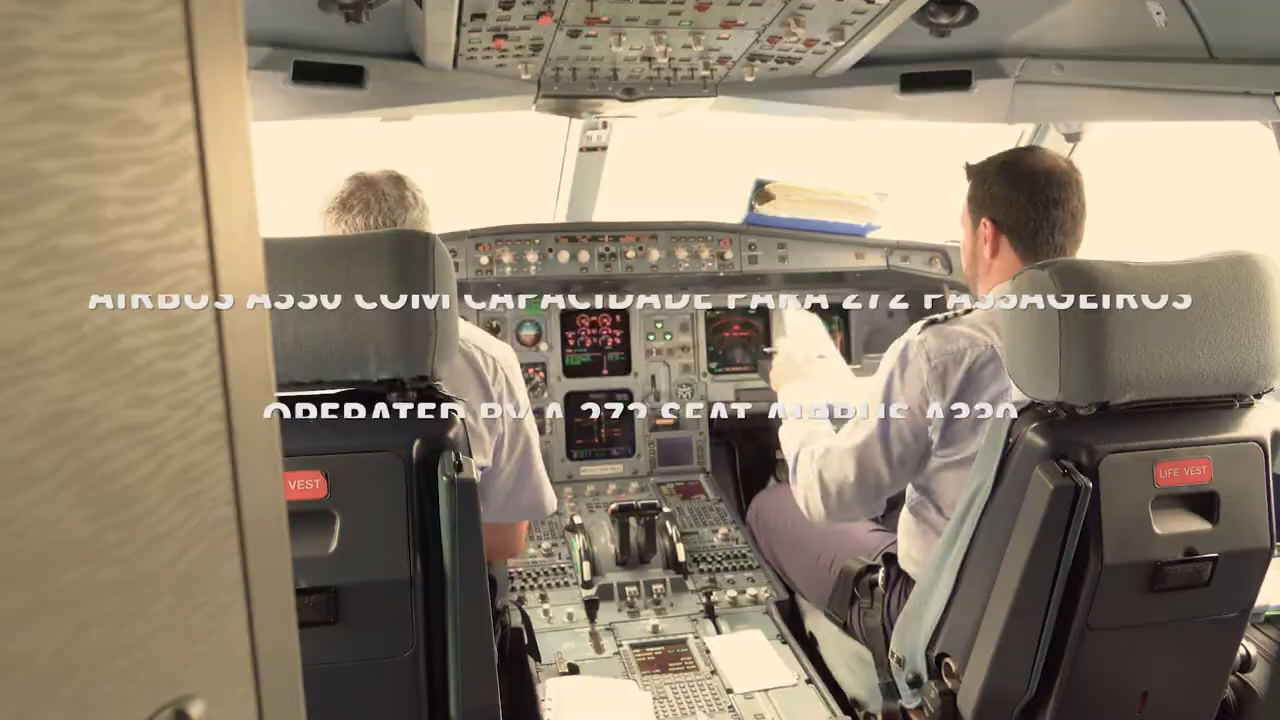 AIRBUS A330 COM CAPACIDADE PARA 272 PASSAGEIROS
OPERATED BY A 272 SEAT AIRBUS A330
VEST
LIFE VEST